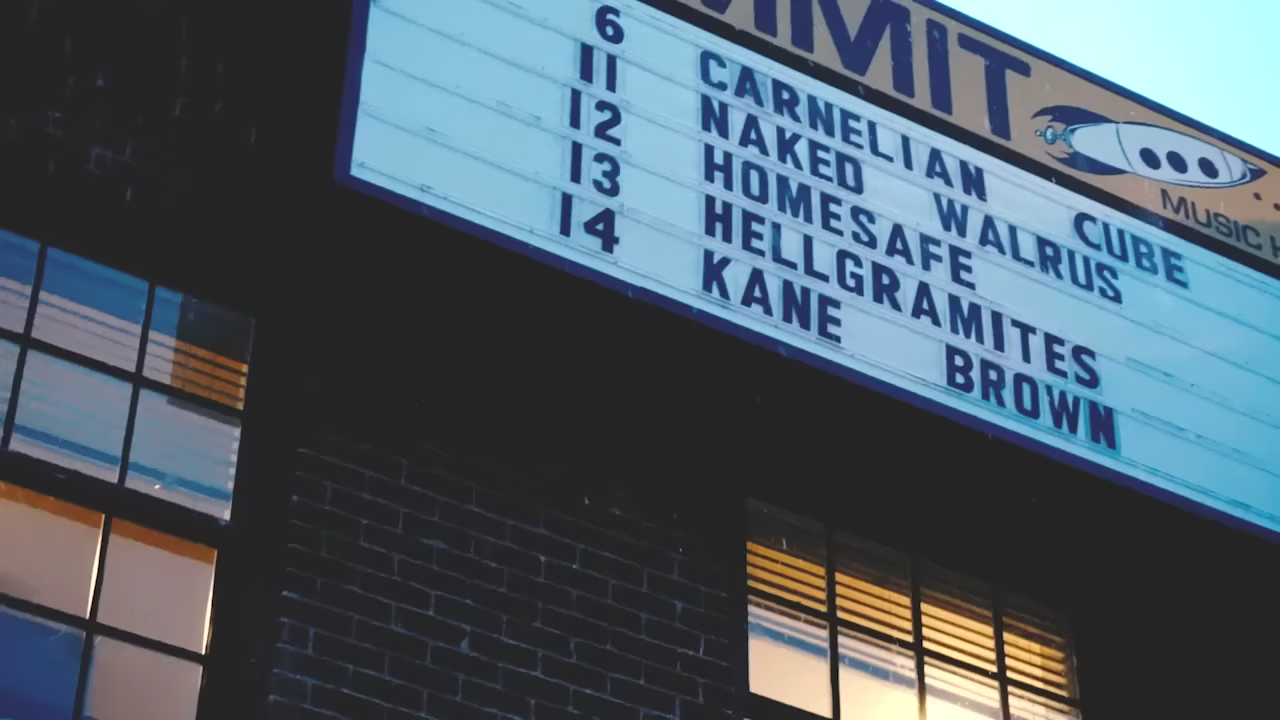 MMIT
MUSIC
6 CARNELIAN CUBE
11 NAKED WALRUS
12 HOMESAFE
13 HELLGRAMITES
14 KANE BROWN